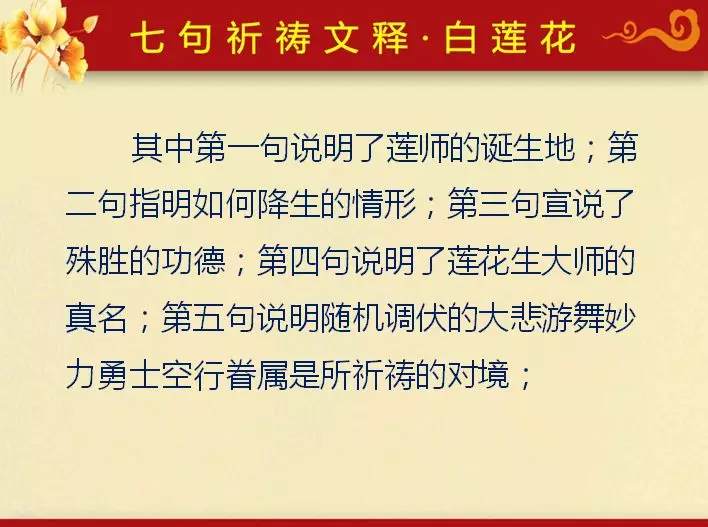 七句祈祷文释·白莲花
其中第一句说明了莲师的诞生地；第
二句指明如何降生的情形；第三句宣说了
殊胜的功德；第四句说明了莲花生大师的
真名；第五句说明随机调伏的大悲游舞妙
力勇士空行眷属是所祈祷的对境；